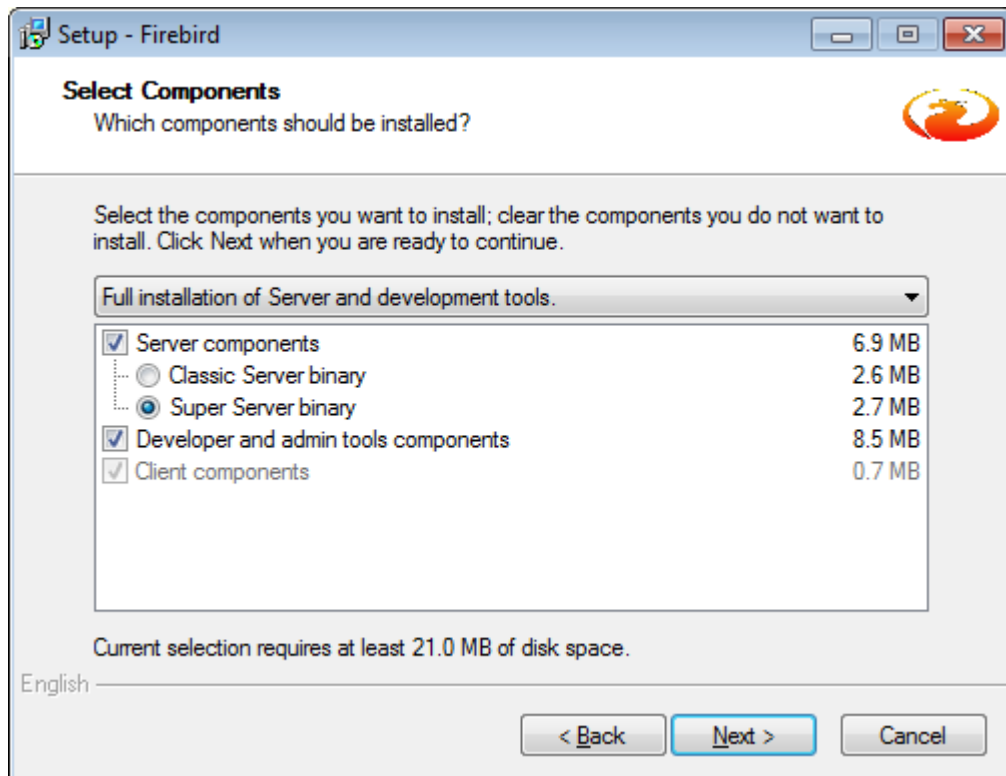 Setup - Firebird
Select Components
Which components should be installed?
Select the components you want to install; clear the components you do not want to
install. Click Next when you are ready to continue.
Full installation of Server and development tools.
Server components 6.9 MB
Classic Server binary 2.6 MB
Super Server binary 2.7 MB
Developer and admin tools components 8.5 MB
Client components 0.7 MB
Current selection requires at least 21.0 MB of disk space.
English
< Back Next > Cancel